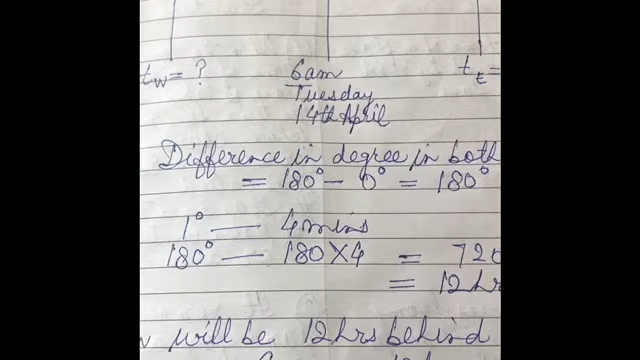 tw = ? 6am tE =
Tuesday
14th April
Difference in degree in both
= 180° - 0° = 180°
1° — 4 mins
180° — 180 X 4 = 720
= 12 hr
will be 12 hrs behind